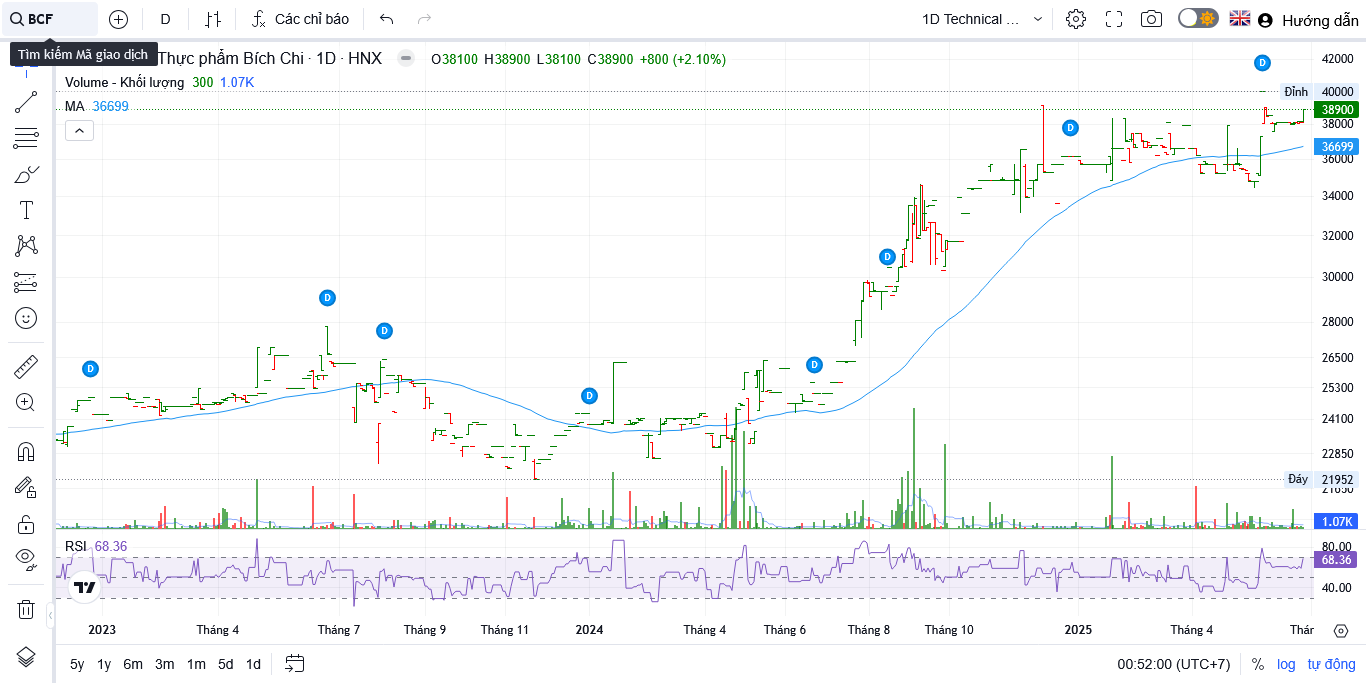 BCF
D
Các chỉ báo
1D Technical ...
Hướng dẫn
Tìm kiếm Mã giao dịch
Thực phẩm Bích Chi · 1D · HNX
O38100 H38900 L38100 C38900 +800 (+2.10%)
Volume - Khối lượng 300 1.07K
MA 36699
D
D
D
D
D
D
D
D
42000
Đỉnh 40000
38900
38000
36699
36000
34000
32000
30000
28000
26500
25300
24100
22850
Đáy 21952
21650
1.07K
RSI 68.36
80.00
68.36
40.00
2023
Tháng 4
Tháng 7
Tháng 9
Tháng 11
2024
Tháng 4
Tháng 6
Tháng 8
Tháng 10
2025
Tháng 4
Thár
5y 1y 6m 3m 1m 5d 1d
00:52:00 (UTC+7)
% log tự động